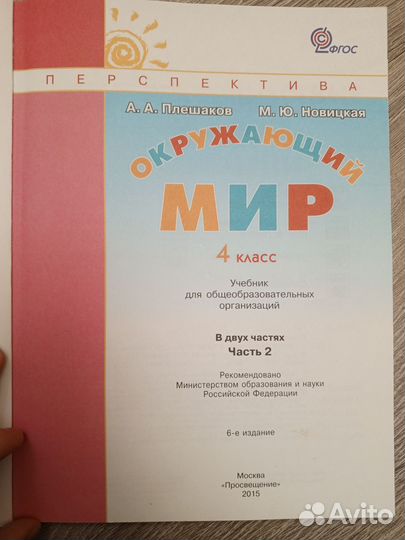 ФГОС
ПЕРСПЕКТИВА
А. А. Плешаков М. Ю. Новицкая
ОКРУЖАЮЩИЙ
МИР
4 класс
Учебник
для общеобразовательных
организаций
В двух частях
Часть 2
Рекомендовано
Министерством образования и науки
Российской Федерации
6-е издание
Москва
«Просвещение»
2015
Avito